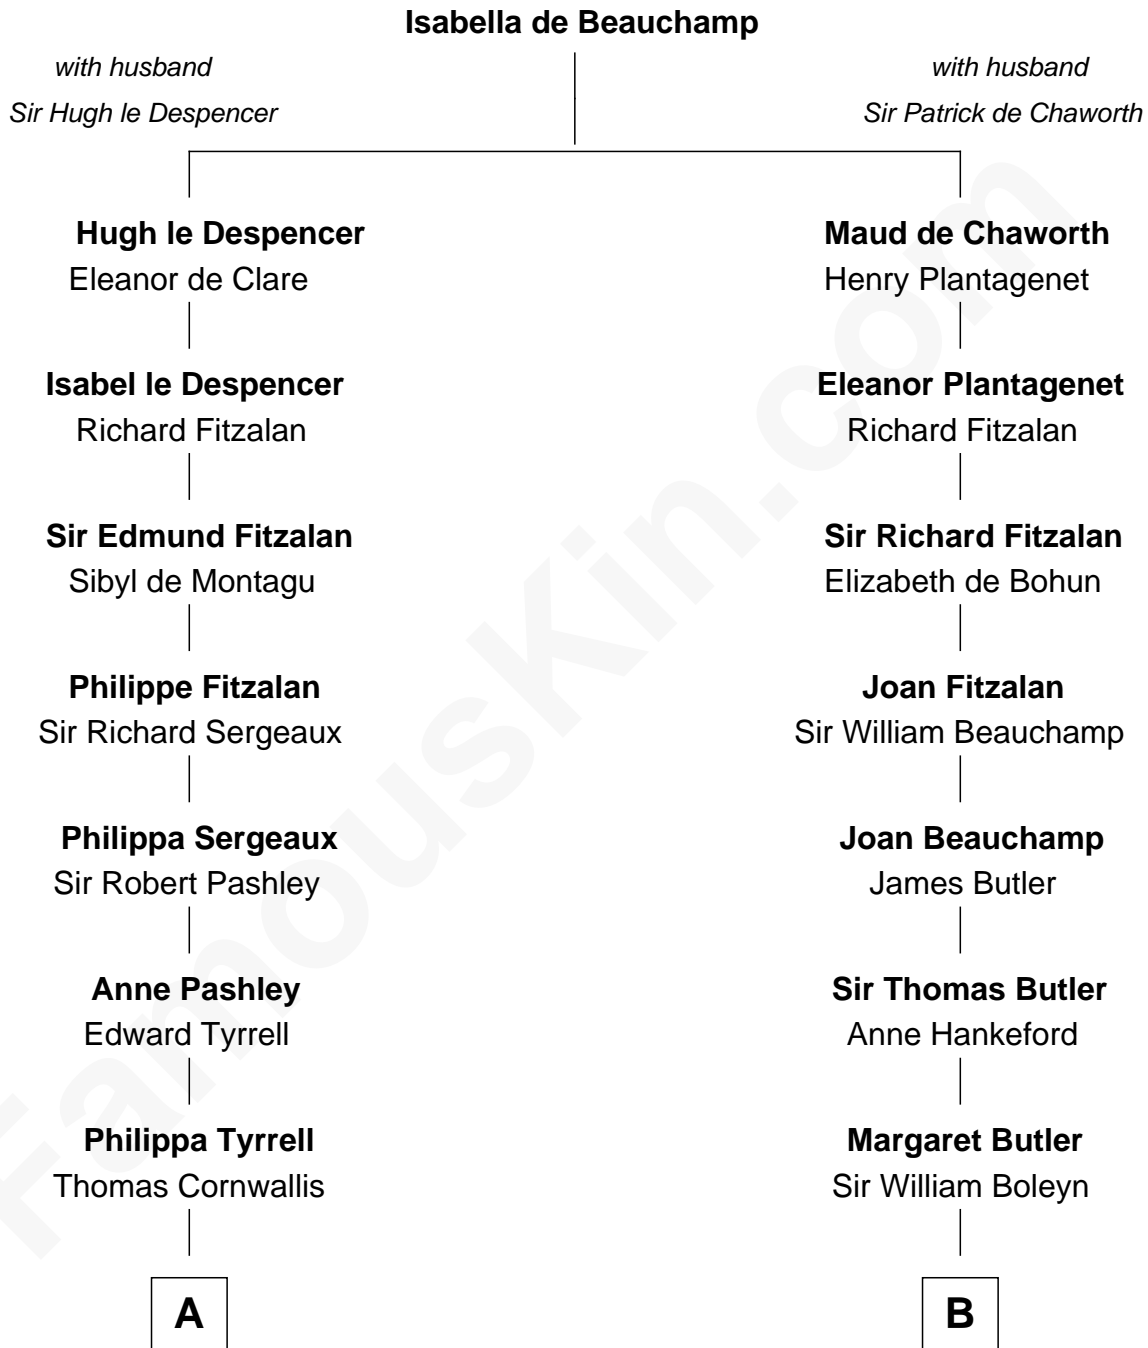 Isabella de Beauchamp
with husband
Sir Hugh le Despencer
with husband
Sir Patrick de Chaworth
Hugh le Despencer
Eleanor de Clare
Maud de Chaworth
Henry Plantagenet
Isabel le Despencer
Richard Fitzalan
Eleanor Plantagenet
Richard Fitzalan
Sir Edmund Fitzalan
Sibyl de Montagu
Sir Richard Fitzalan
Elizabeth de Bohun
Philippe Fitzalan
Sir Richard Sergeaux
Joan Fitzalan
Sir William Beauchamp
Philippa Sergeaux
Sir Robert Pashley
Joan Beauchamp
James Butler
Anne Pashley
Edward Tyrrell
Sir Thomas Butler
Anne Hankeford
Philippa Tyrrell
Thomas Cornwallis
Margaret Butler
Sir William Boleyn
A
B
FamousKin.com